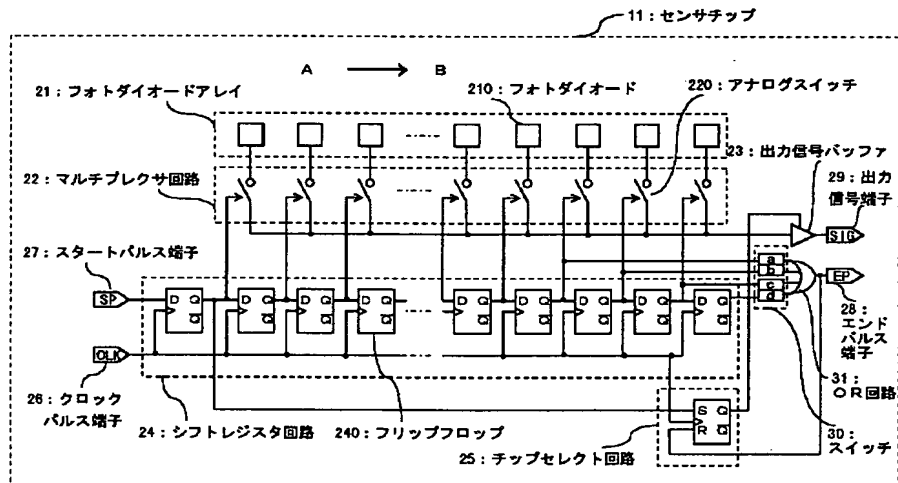 11:センサチップ
A → B
21:フォトダイオードアレイ
210:フォトダイオード
220:アナログスイッチ
23:出力信号バッファ
22:マルチプレクサ回路
29:出力
信号端子
SIG
27:スタートパルス端子
a
b
c
d
EP
SP
D Q D Q D Q D Q D Q D Q D Q D Q D Q
Q Q Q Q Q Q Q Q Q
28:
エンド
パルス
端子
CLK
31:
OR回路
26:クロック
パルス端子
24:シフトレジスタ回路
240:フリップフロップ
S Q
R Q
25:チップセレクト回路
30:
スイッチ